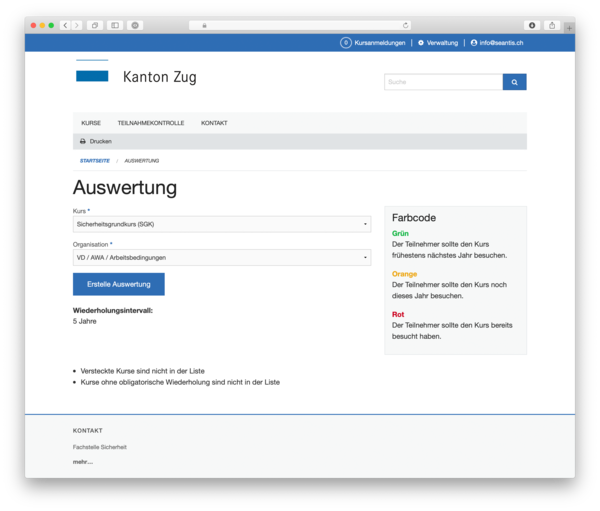 0 Kursanmeldungen | Verwaltung | info@seantis.ch
Kanton Zug
Suche
KURSE TEILNAHMEKONTROLLE KONTAKT
Drucken
STARTSEITE / AUSWERTUNG
Auswertung
Kurs *
Sicherheitsgrundkurs (SGK)
Organisation *
VD / AWA / Arbeitsbedingungen
Erstelle Auswertung
Wiederholungsintervall:
5 Jahre
Farbcode
Grün
Der Teilnehmer sollte den Kurs
frühestens nächstes Jahr besuchen.
Orange
Der Teilnehmer sollte den Kurs noch
dieses Jahr besuchen.
Rot
Der Teilnehmer sollte den Kurs bereits
besucht haben.
• Versteckte Kurse sind nicht in der Liste
• Kurse ohne obligatorische Wiederholung sind nicht in der Liste
KONTAKT
Fachstelle Sicherheit
mehr…